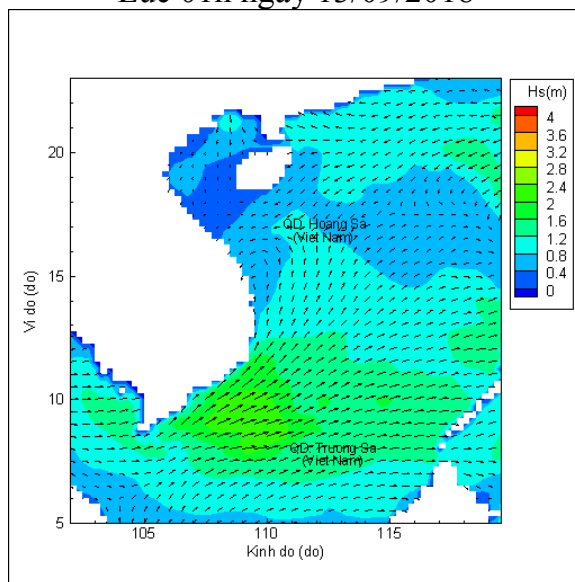 Hs(m)
4
3.6
3.2
2.8
2.4
2
1.6
1.2
0.8
0.4
0
20
15
10
5
Vi do (do)
QD. Hoang Sa
(Viet Nam)
QD. Truong Sa
(Viet Nam)
105
110
115
Kinh do (do)